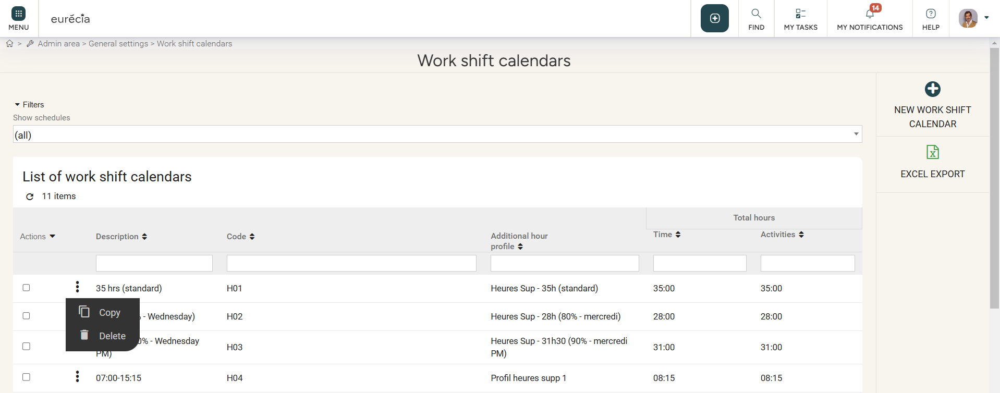 MENU
eurécia
FIND
MY TASKS
14
MY NOTIFICATIONS
HELP
> Admin area > General settings > Work shift calendars
Work shift calendars
Filters
Show schedules
(all)
NEW WORK SHIFT
CALENDAR
EXCEL EXPORT
List of work shift calendars
11 items
Total hours
Actions
Description
Code
Additional hour
profile
Time
Activities
35 hrs (standard)
H01
Heures Sup - 35h (standard)
35:00
35:00
Copy
Delete
- Wednesday)
H02
Heures Sup - 28h (80% - mercredi)
28:00
28:00
0% - Wednesday
PM)
H03
Heures Sup - 31h30 (90% - mercredi
PM)
31:00
31:00
07:00-15:15
H04
Profil heures supp 1
08:15
08:15